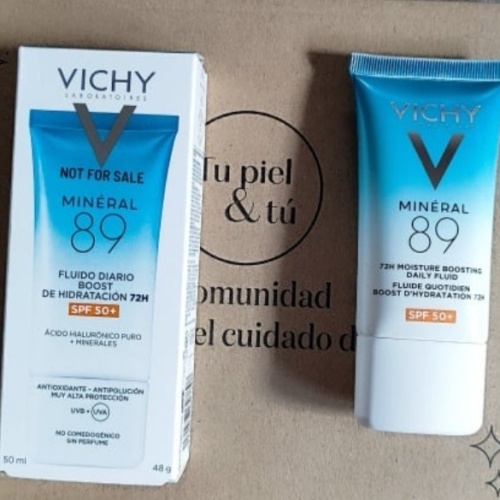 VICHY
LABORATOIRES
NOT FOR SALE
MINÉRAL
89
FLUIDO DIARIO
BOOST
DE HIDRATACIÓN 72H
SPF 50+
ÁCIDO HIALURÓNICO PURO
+ MINERALES
ANTIOXIDANTE - ANTIPOLUCIÓN
MUY ALTA PROTECCIÓN
UVB + UVA
NO COMEDOGÉNICO
SIN PERFUME
50 ml
48 g
Tu piel
& tú
omunidad
el cuidado d
VICHY
MINÉRAL
89
72H MOISTURE BOOSTING
DAILY FLUID
FLUIDE QUOTIDIEN
BOOST D'HYDRATATION 72H
SPF 50+